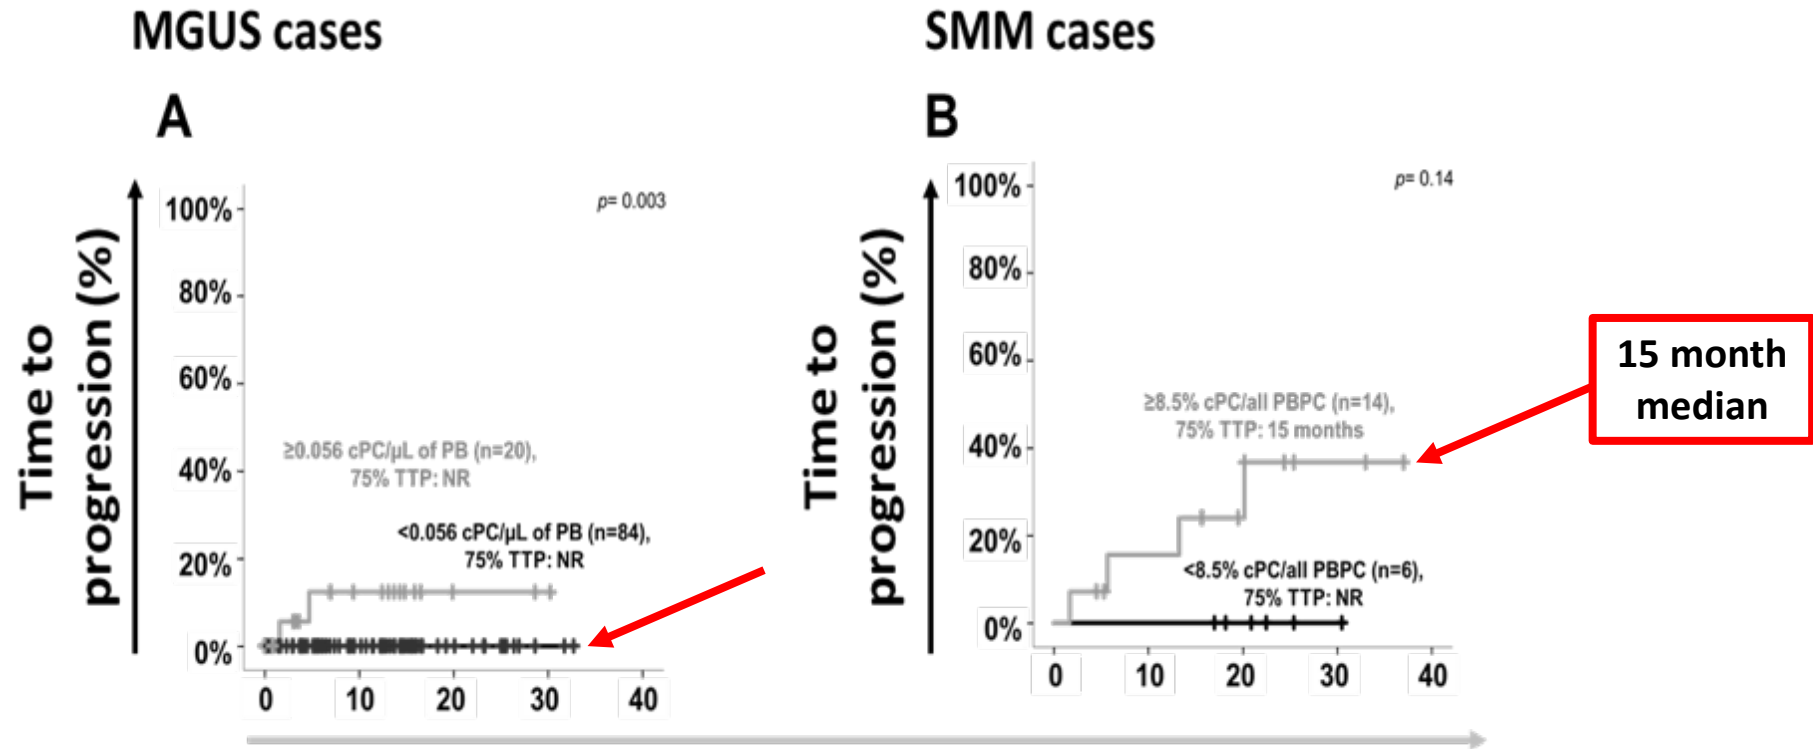 MGUS cases
A
Time to
progression (%)
100%
80%
60%
40%
20%
0%
p= 0.003
≥0.056 cPC/µL of PB (n=20),
75% TTP: NR
<0.056 cPC/µL of PB (n=84),
75% TTP: NR
0 10 20 30 40
SMM cases
B
Time to
progression (%)
100%
80%
60%
40%
20%
0%
p= 0.14
≥8.5% cPC/all PBPC (n=14),
75% TTP: 15 months
<8.5% cPC/all PBPC (n=6),
75% TTP: NR
0 10 20 30 40
15 month
median